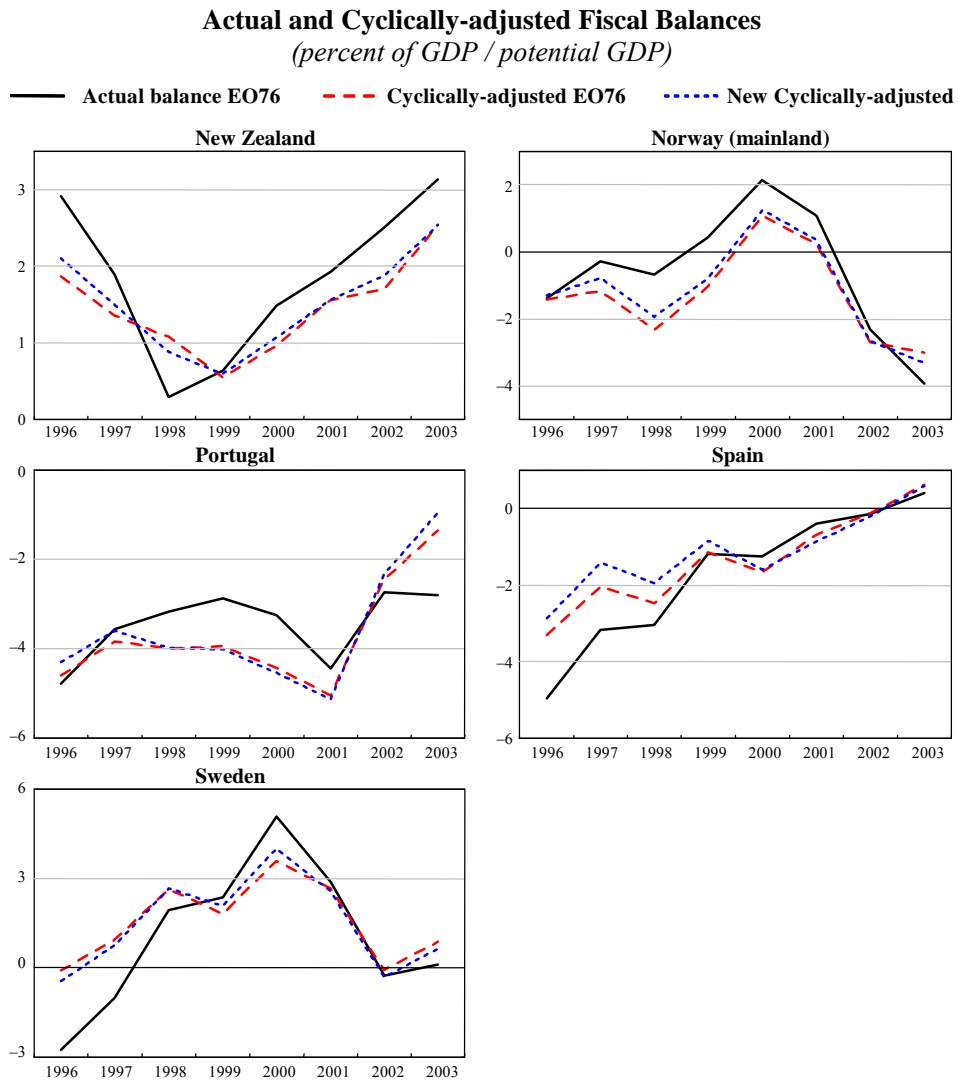 Actual and Cyclically-adjusted Fiscal Balances
(percent of GDP / potential GDP)
Actual balance EO76 Cyclically-adjusted EO76 New Cyclically-adjusted
New Zealand
3
2
1
0
1996 1997 1998 1999 2000 2001 2002 2003
Norway (mainland)
2
0
−2
−4
1996 1997 1998 1999 2000 2001 2002 2003
Portugal
0
−2
−4
−6
1996 1997 1998 1999 2000 2001 2002 2003
Spain
0
−2
−4
−6
1996 1997 1998 1999 2000 2001 2002 2003
Sweden
6
3
0
−3
1996 1997 1998 1999 2000 2001 2002 2003